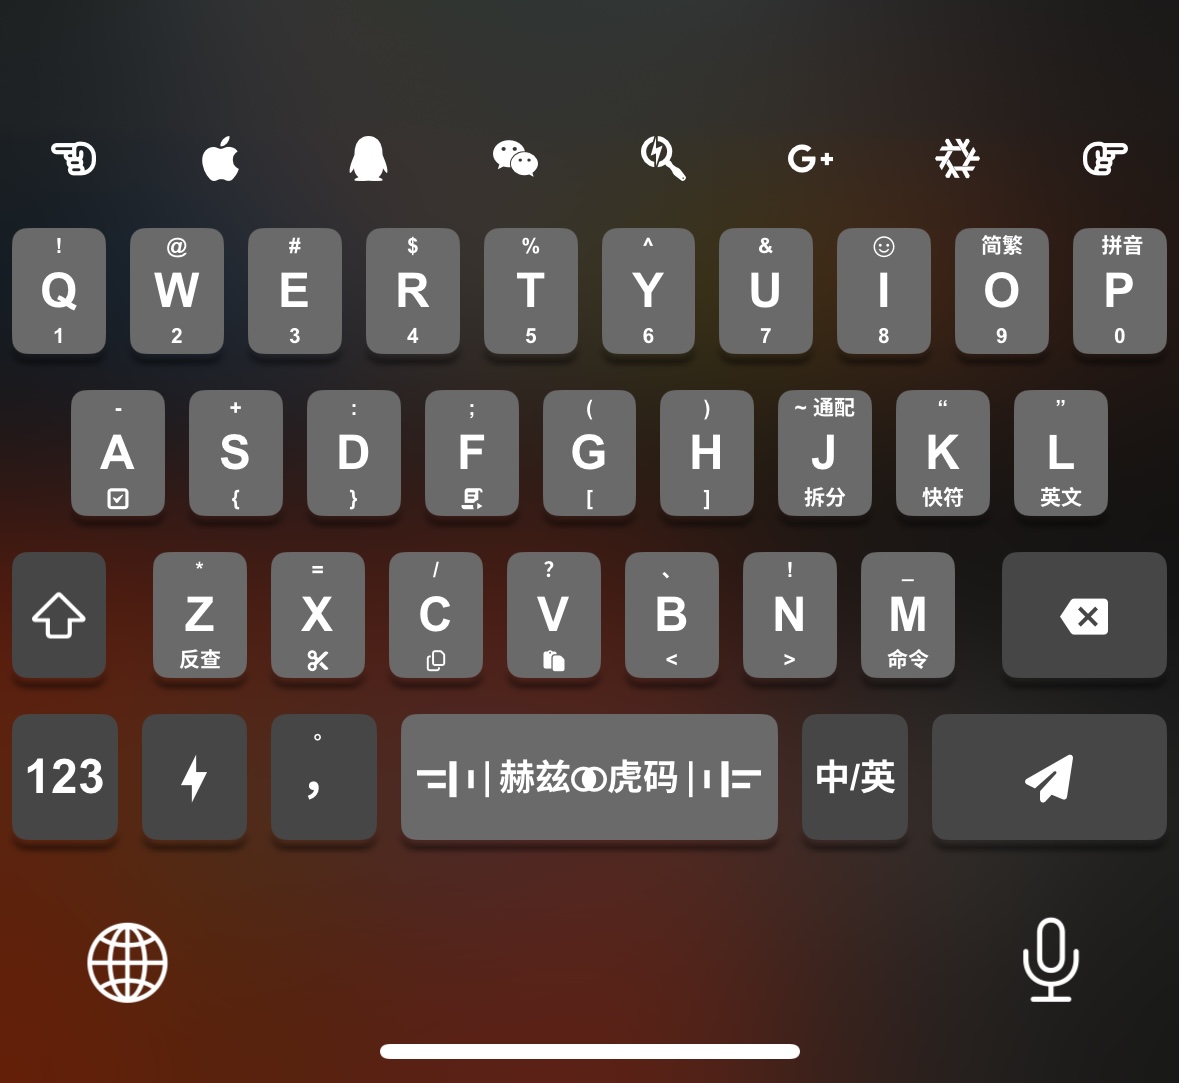 G+
! @ # $ % ^ & 简繁 拼音
Q W E R T Y U I O P
1 2 3 4 5 6 7 8 9 0
- + : ; ( ) ~ 通配 “ ”
A S D F G H J K L
{ } [ ] 拆分 快符 英文
* = / ? 、 ! _
Z X C V B N M
反查 < > 命令
。
123 , 赫兹虎码 中/英